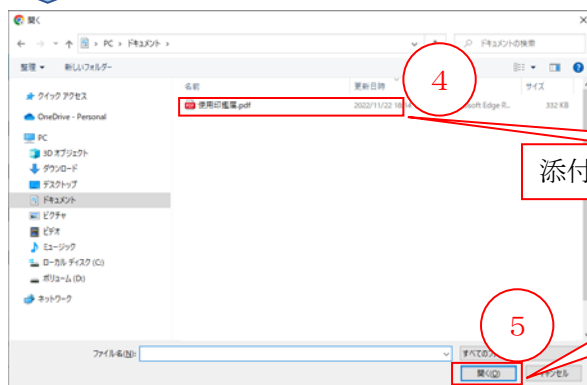 開く
← → ↑ > PC > ドキュメント >
ドキュメントの検索
整理 新しいフォルダー
名前 更新日時 サイズ
④
クイック アクセス
使用印鑑届.pdf 2022/11/22 332 KB
OneDrive - Personal
PC
3D オブジェクト
添付
ダウンロード
デスクトップ
ドキュメント
ピクチャ
ビデオ
ミュージック
ローカル ディスク (C:)
ボリューム (D:)
ネットワーク
⑤
ファイル名(N):
すべての
開く(O) キャンセル